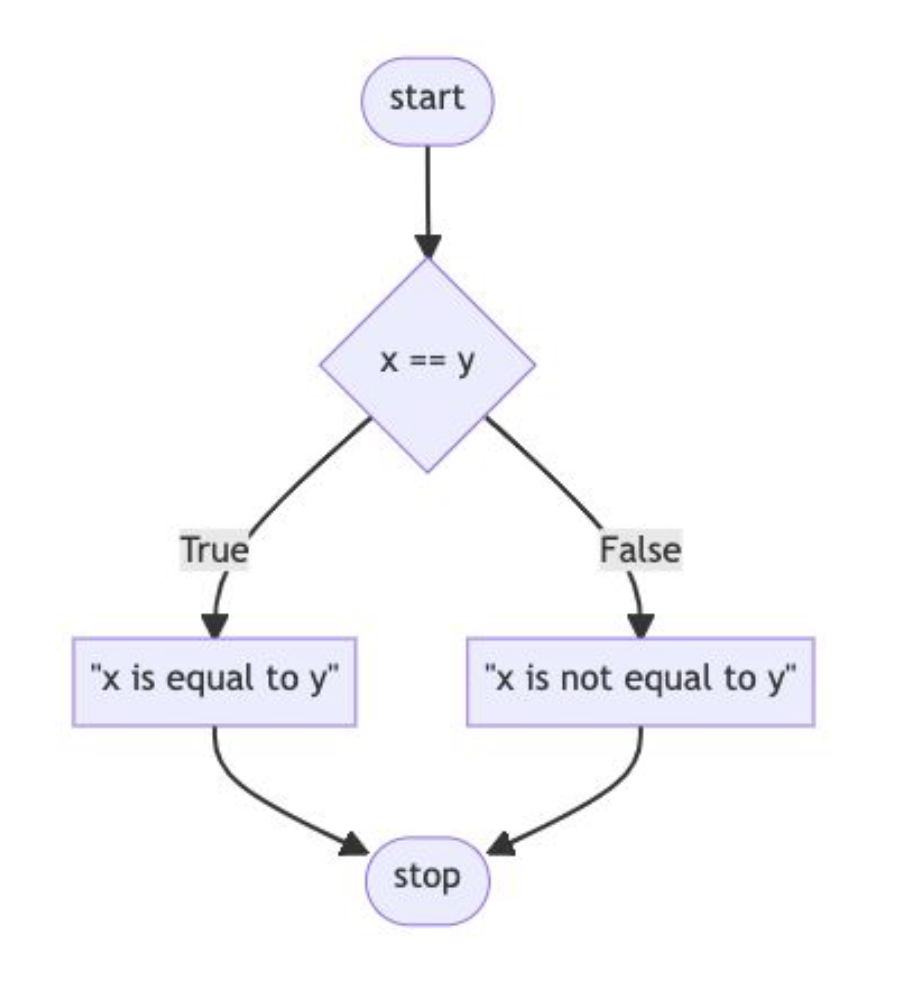 start
x == y
True
False
"x is equal to y"
"x is not equal to y"
stop